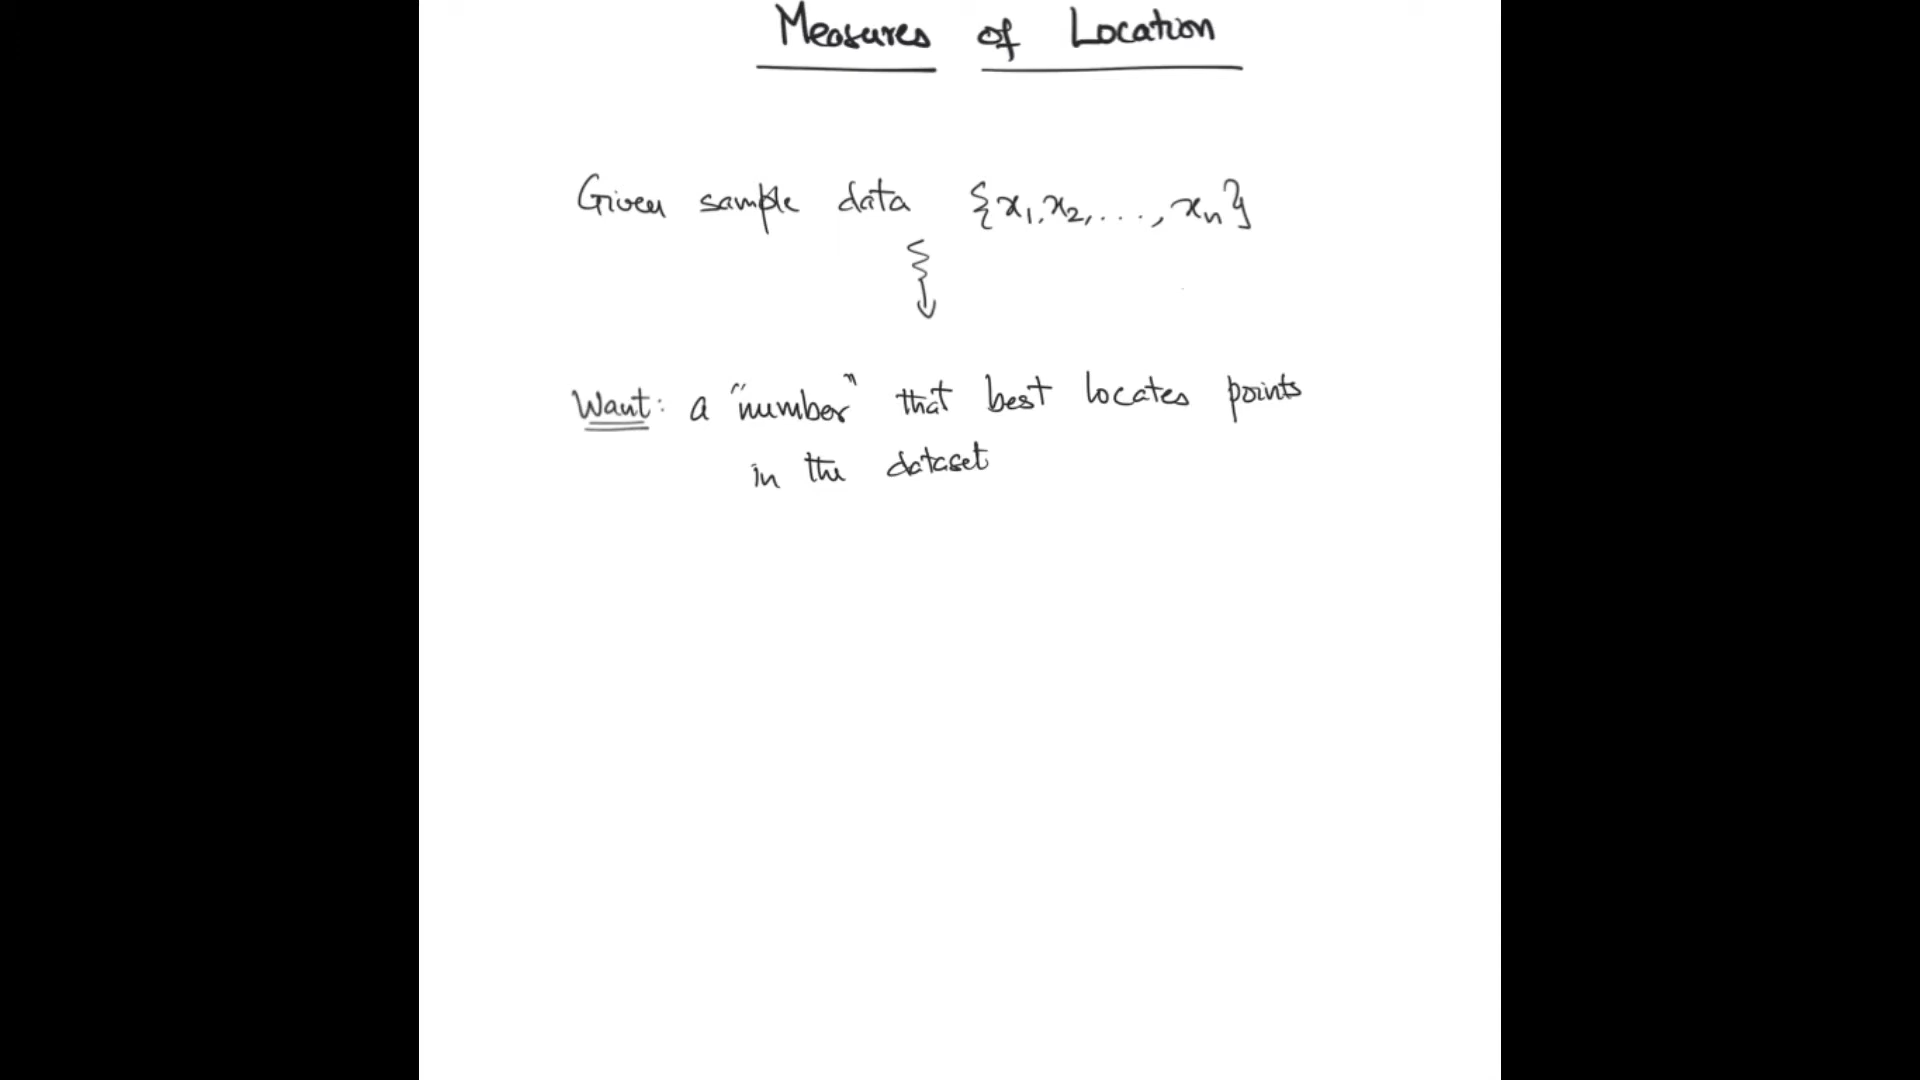 Measures of Location
Given sample data {x₁, x₂, ..., xₙ}
Want: a "number" that best locates points
in the dataset